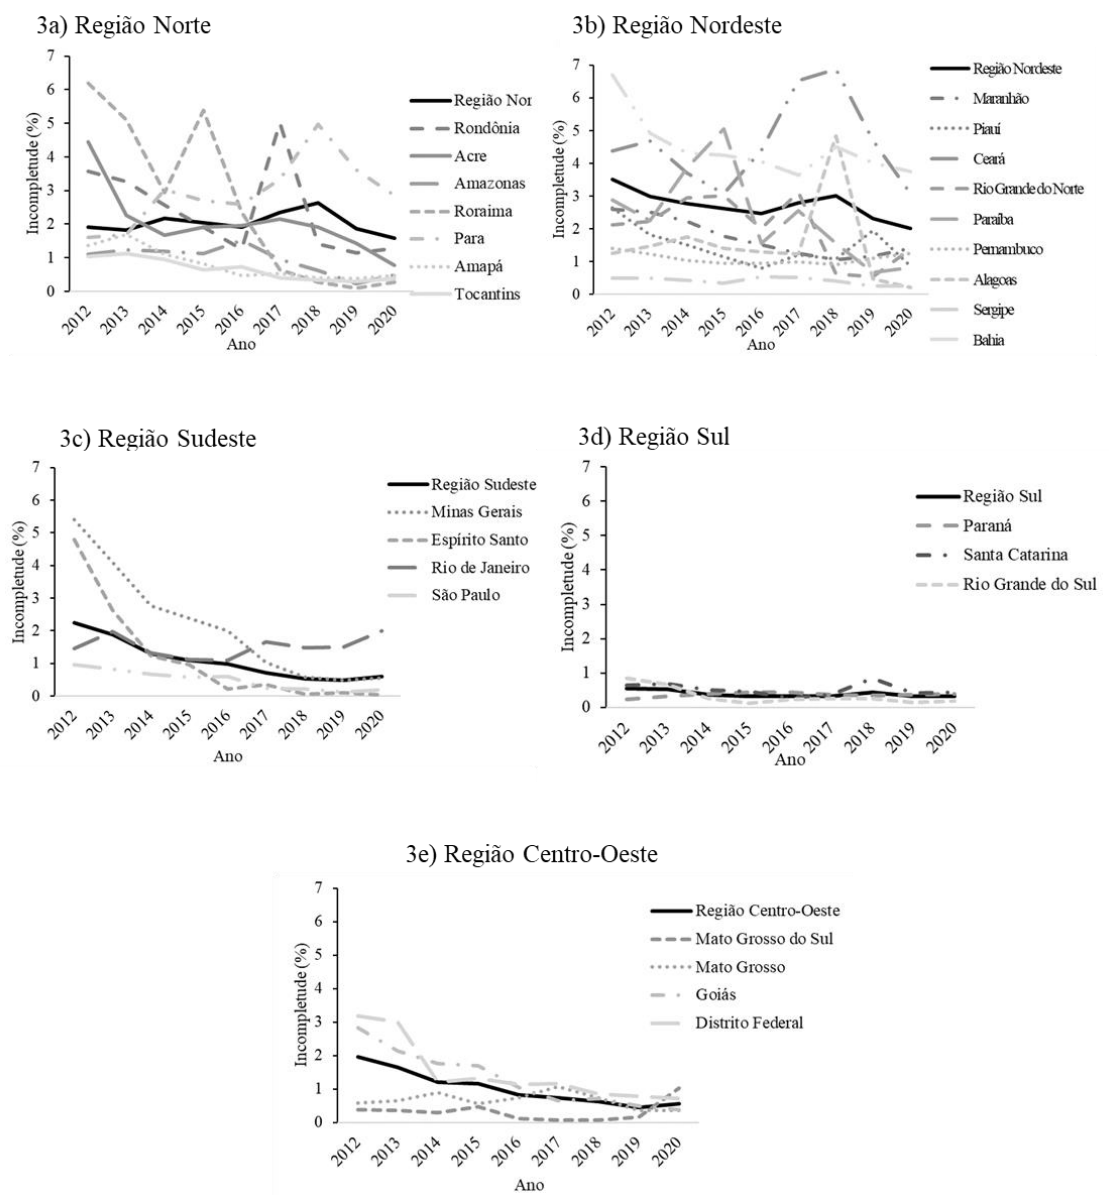 3a) Região Norte
7
6
5
4
3
2
1
0
Incompletude (%)
2012
2013
2014
2015
2016
2017
2018
2019
2020
Ano
Região Nor
Rondônia
Acre
Amazonas
Roraima
Para
Amapá
Tocantins
3b) Região Nordeste
7
6
5
4
3
2
1
0
Incompletude (%)
2012
2013
2014
2015
2016
2017
2018
2019
2020
Ano
Região Nordeste
Maranhão
Piauí
Ceará
Rio Grande do Norte
Paraíba
Pernambuco
Alagoas
Sergipe
Bahia
3c) Região Sudeste
7
6
5
4
3
2
1
0
Incompletude (%)
2012
2013
2014
2015
2016
2017
2018
2019
2020
Ano
Região Sudeste
Minas Gerais
Espírito Santo
Rio de Janeiro
São Paulo
3d) Região Sul
7
6
5
4
3
2
1
0
Incompletude (%)
2012
2013
2014
2015
2016
2017
2018
2019
2020
Ano
Região Sul
Paraná
Santa Catarina
Rio Grande do Sul
3e) Região Centro-Oeste
7
6
5
4
3
2
1
0
Incompletude (%)
2012
2013
2014
2015
2016
2017
2018
2019
2020
Ano
Região Centro-Oeste
Mato Grosso do Sul
Mato Grosso
Goiás
Distrito Federal